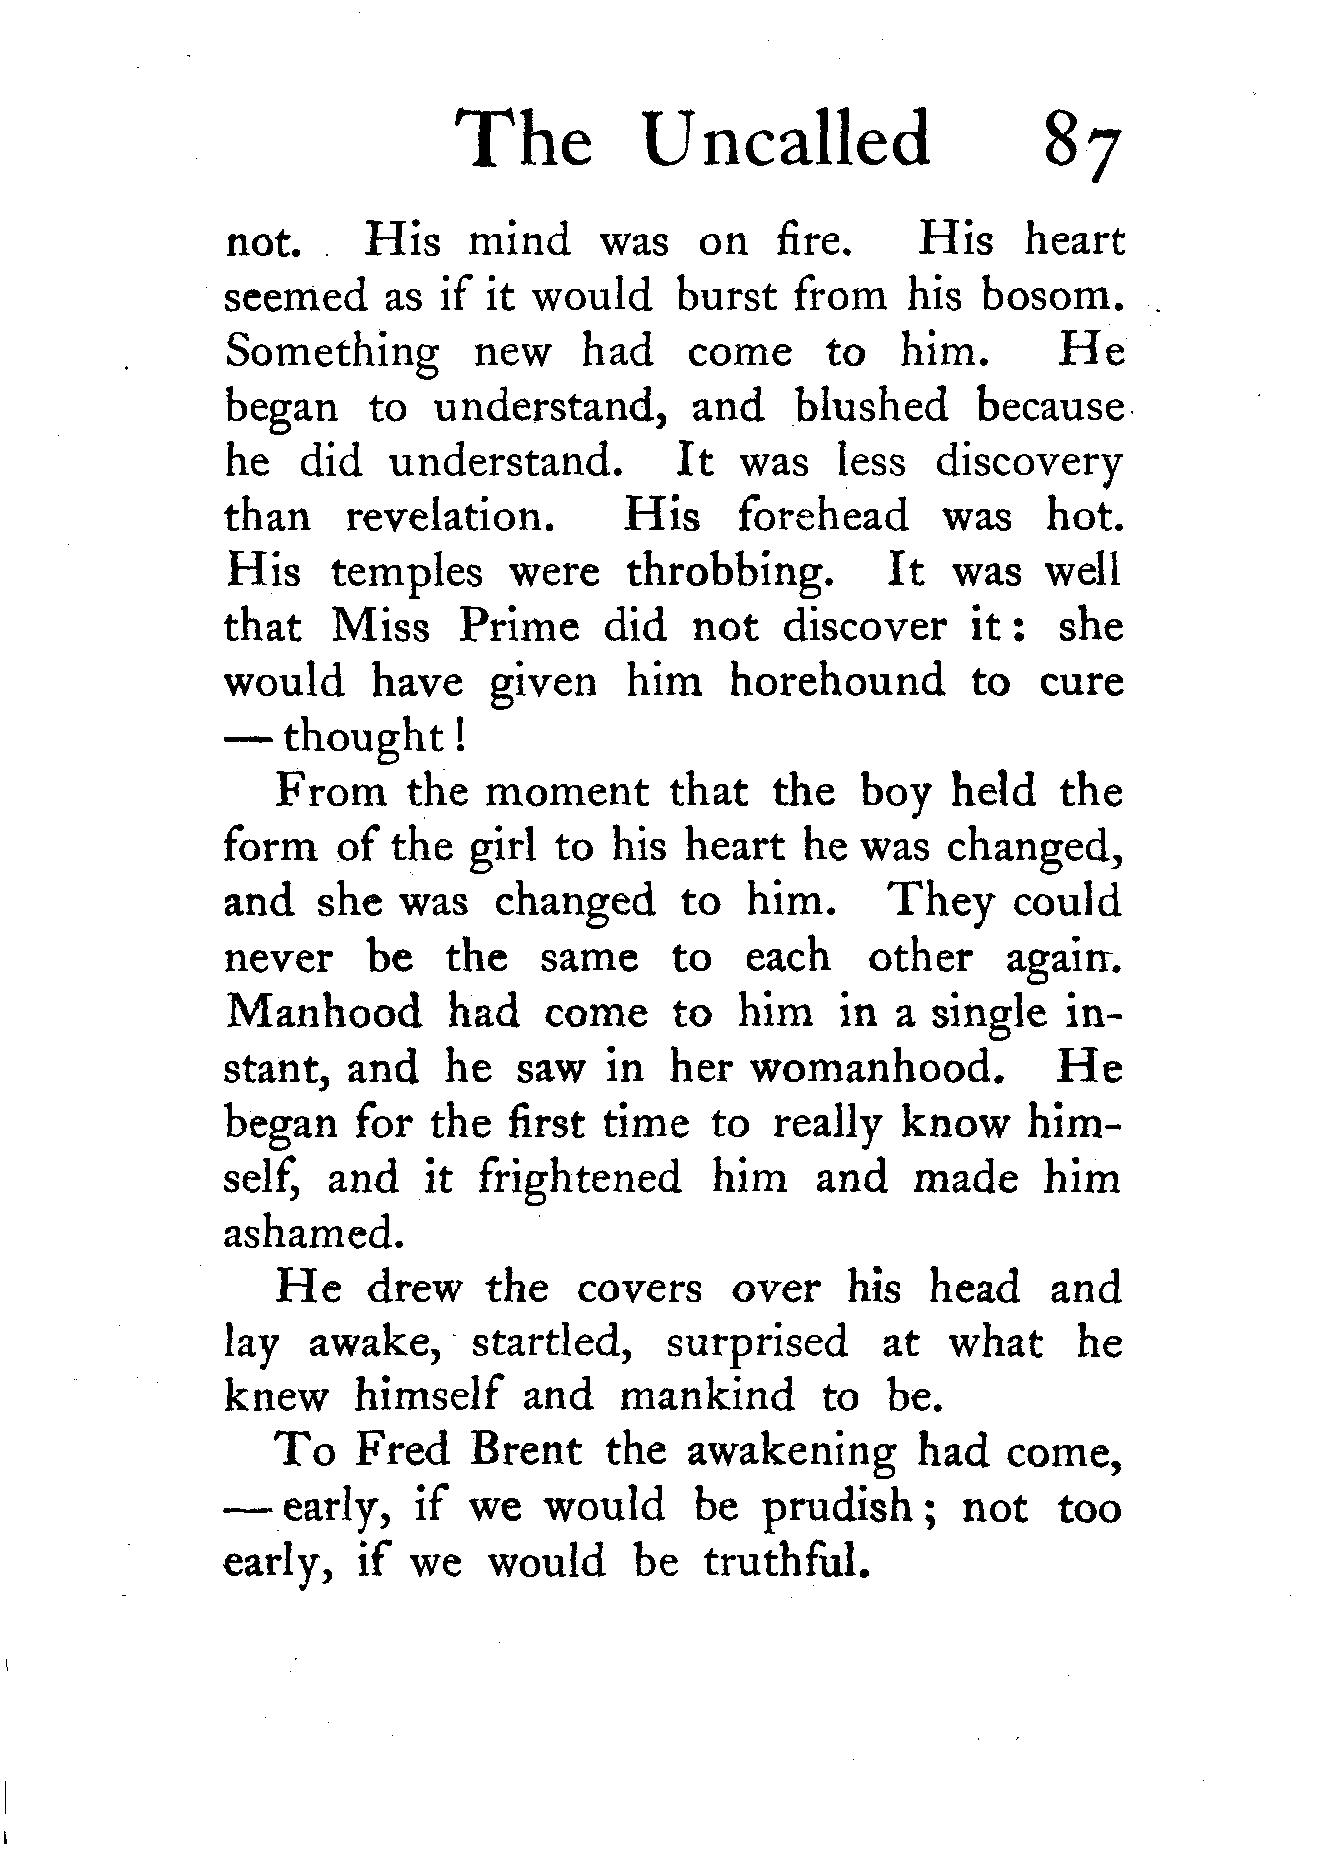 The Uncalled 87
not. His mind was on fire. His heart
seemed as if it would burst from his bosom.
Something new had come to him. He
began to understand, and blushed because
he did understand. It was less discovery
than revelation. His forehead was hot.
His temples were throbbing. It was well
that Miss Prime did not discover it: she
would have given him horehound to cure
— thought!
From the moment that the boy held the
form of the girl to his heart he was changed,
and she was changed to him. They could
never be the same to each other again.
Manhood had come to him in a single in-
stant, and he saw in her womanhood. He
began for the first time to really know him-
self, and it frightened him and made him
ashamed.
He drew the covers over his head and
lay awake, startled, surprised at what he
knew himself and mankind to be.
To Fred Brent the awakening had come,
— early, if we would be prudish; not too
early, if we would be truthful.